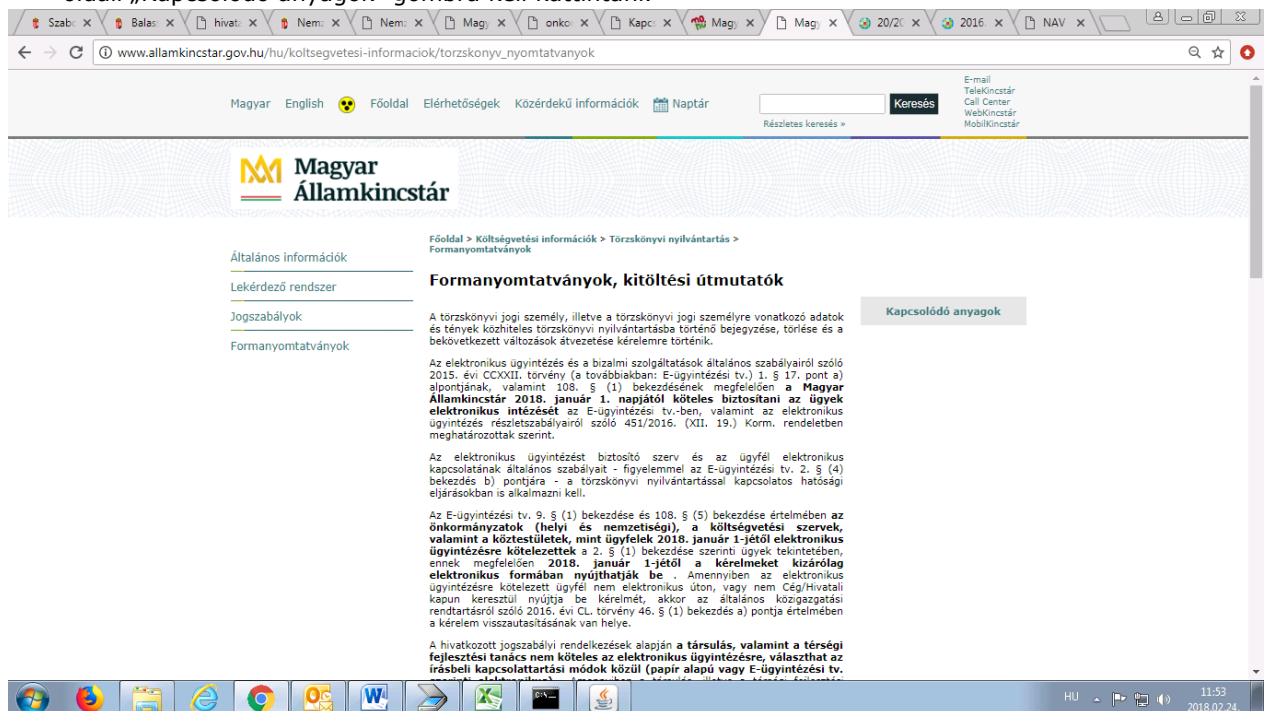 oldali „Kapcsolódó anyagok" gombra kell kattintani.
Szabo
Balas
hivata
Nem
Nem
Magy
onko
Kapcs
Magy
Magy
20/20
2016.
NAV
www.allamkincstar.gov.hu/hu/koltsegvetesi-informaciok/torzskonyv_nyomtatvanyok
Magyar English Főoldal Elérhetőségek Közérdekű információk Naptár
Keresés
Részletes keresés »
E-mail
TeleKincstár
Call Center
WebKincstár
MobilKincstár
Magyar
Államkincstár
Általános információk
Lekérdező rendszer
Jogszabályok
Formanyomtatványok
Főoldal > Költségvetési információk > Törzskönyvi nyilvántartás >
Formanyomtatványok
Formanyomtatványok, kitöltési útmutatók
A törzskönyvi jogi személy, illetve a törzskönyvi jogi személyre vonatkozó adatok
és tények közhiteles törzskönyvi nyilvántartásba történő bejegyzése, törlése és a
bekövetkezett változások átvezetése kérelemre történik.
Az elektronikus ügyintézés és a bizalmi szolgáltatások általános szabályairól szóló
2015. évi CCXXII. törvény (a továbbiakban: E-ügyintézési tv.) 1. § 17. pont a)
alpontjának, valamint 108. § (1) bekezdésének megfelelően a Magyar
Államkincstár 2018. január 1. napjától köteles biztosítani az ügyek
elektronikus intézését az E-ügyintézési tv.-ben, valamint az elektronikus
ügyintézés részletszabályairól szóló 451/2016. (XII. 19.) Korm. rendeletben
meghatározottak szerint.
Az elektronikus ügyintézést biztosító szerv és az ügyfél elektronikus
kapcsolatának általános szabályait - figyelemmel az E-ügyintézési tv. 2. § (4)
bekezdés b) pontjára - a törzskönyvi nyilvántartással kapcsolatos hatósági
eljárásokban is alkalmazni kell.
Az E-ügyintézési tv. 9. § (1) bekezdése és 108. § (5) bekezdése értelmében az
önkormányzatok (helyi és nemzetiségi), a költségvetési szervek,
valamint a köztestületek, mint ügyfelek 2018. január 1-jétől elektronikus
ügyintézésre kötelezettek a 2. § (1) bekezdése szerinti ügyek tekintetében,
ennek megfelelően 2018. január 1-jétől a kérelmeket kizárólag
elektronikus formában nyújthatják be . Amennyiben az elektronikus
ügyintézésre kötelezett ügyfél nem elektronikus úton, vagy nem Cég/Hivatali
kapun keresztül nyújtja be kérelmét, akkor az általános közigazgatási
rendtartásról szóló 2016. évi CL. törvény 46. § (1) bekezdés a) pontja értelmében
a kérelem visszautasításának van helye.
A hivatkozott jogszabályi rendelkezések alapján a társulás, valamint a térségi
fejlesztési tanács nem köteles az elektronikus ügyintézésre, választhat az
írásbeli kapcsolattartási módok közül (papír alapú vagy E-ügyintézési tv.
Kapcsolódó anyagok
HU
11:53
2018.02.24.